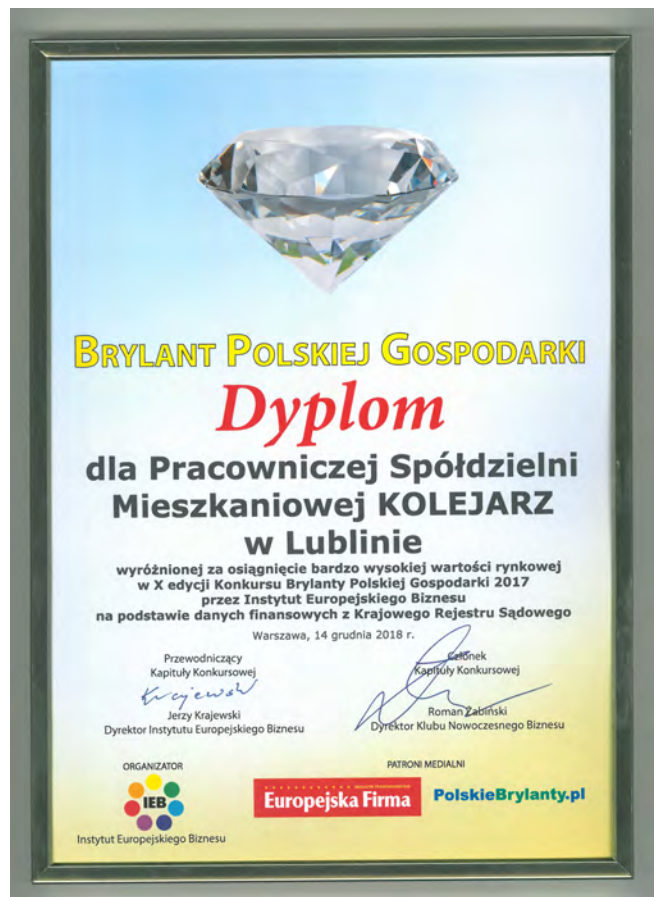 BRYLANT POLSKIEJ GOSPODARKI
Dyplom
dla Pracowniczej Spółdzielni
Mieszkaniowej KOLEJARZ
w Lublinie
wyróżnionej za osiągnięcie bardzo wysokiej wartości rynkowej
w X edycji Konkursu Brylanty Polskiej Gospodarki 2017
przez Instytut Europejskiego Biznesu
na podstawie danych finansowych z Krajowego Rejestru Sądowego
Warszawa, 14 grudnia 2018 r.
Przewodniczący
Kapituły Konkursowej
Krajewski
Jerzy Krajewski
Dyrektor Instytutu Europejskiego Biznesu
Członek
Kapituły Konkursowej
Roman Żabiński
Dyrektor Klubu Nowoczesnego Biznesu
ORGANIZATOR
IEB
Instytut Europejskiego Biznesu
PATRONI MEDIALNI
Europejska Firma
PolskieBrylanty.pl